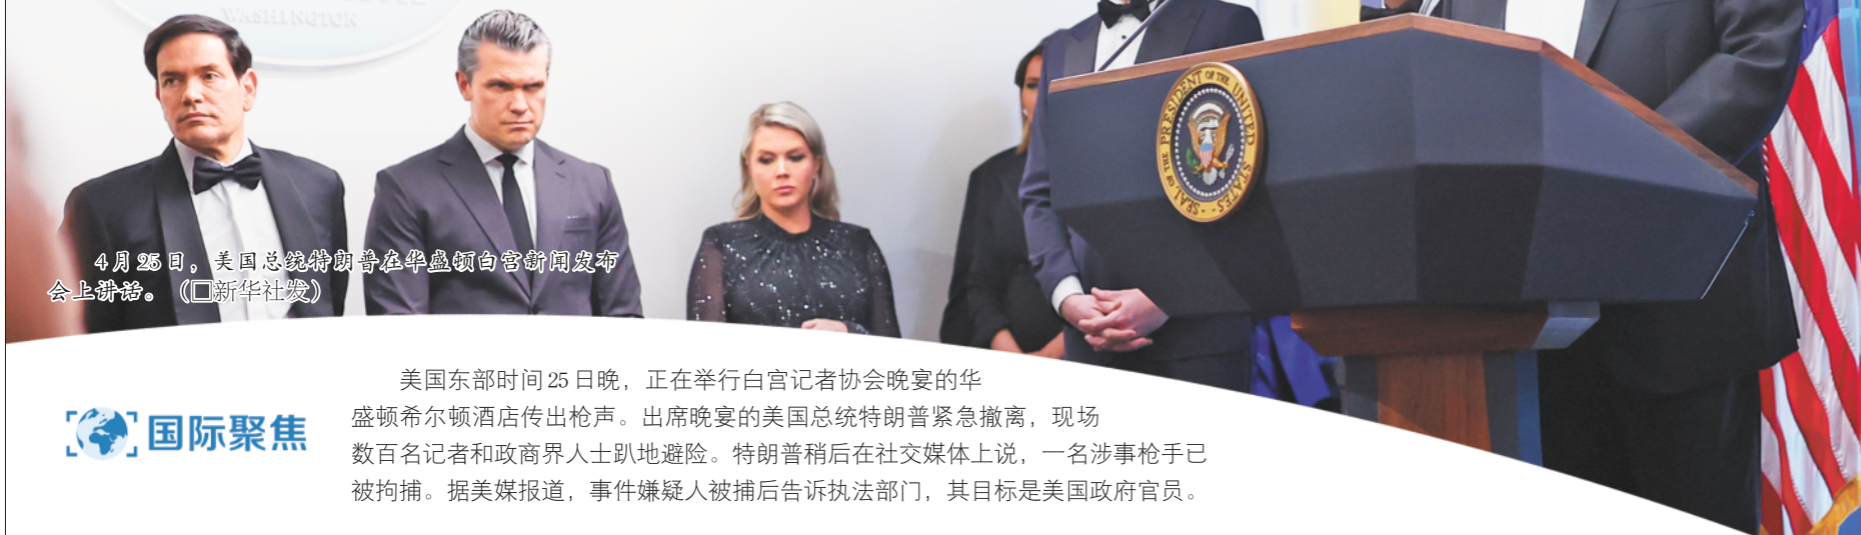 WASHINGTON
SEAL OF THE PRESIDENT OF THE UNITED STATES
4月25日，美国总统特朗普在华盛顿白宫新闻发布
会上讲话。（□新华社发）
美国东部时间25日晚，正在举行白宫记者协会晚宴的华
国际聚焦
盛顿希尔顿酒店传出枪声。出席晚宴的美国总统特朗普紧急撤离，现场
数百名记者和政商界人士趴地避险。特朗普稍后在社交媒体上说，一名涉事枪手已
被拘捕。据美媒报道，事件嫌疑人被捕后告诉执法部门，其目标是美国政府官员。